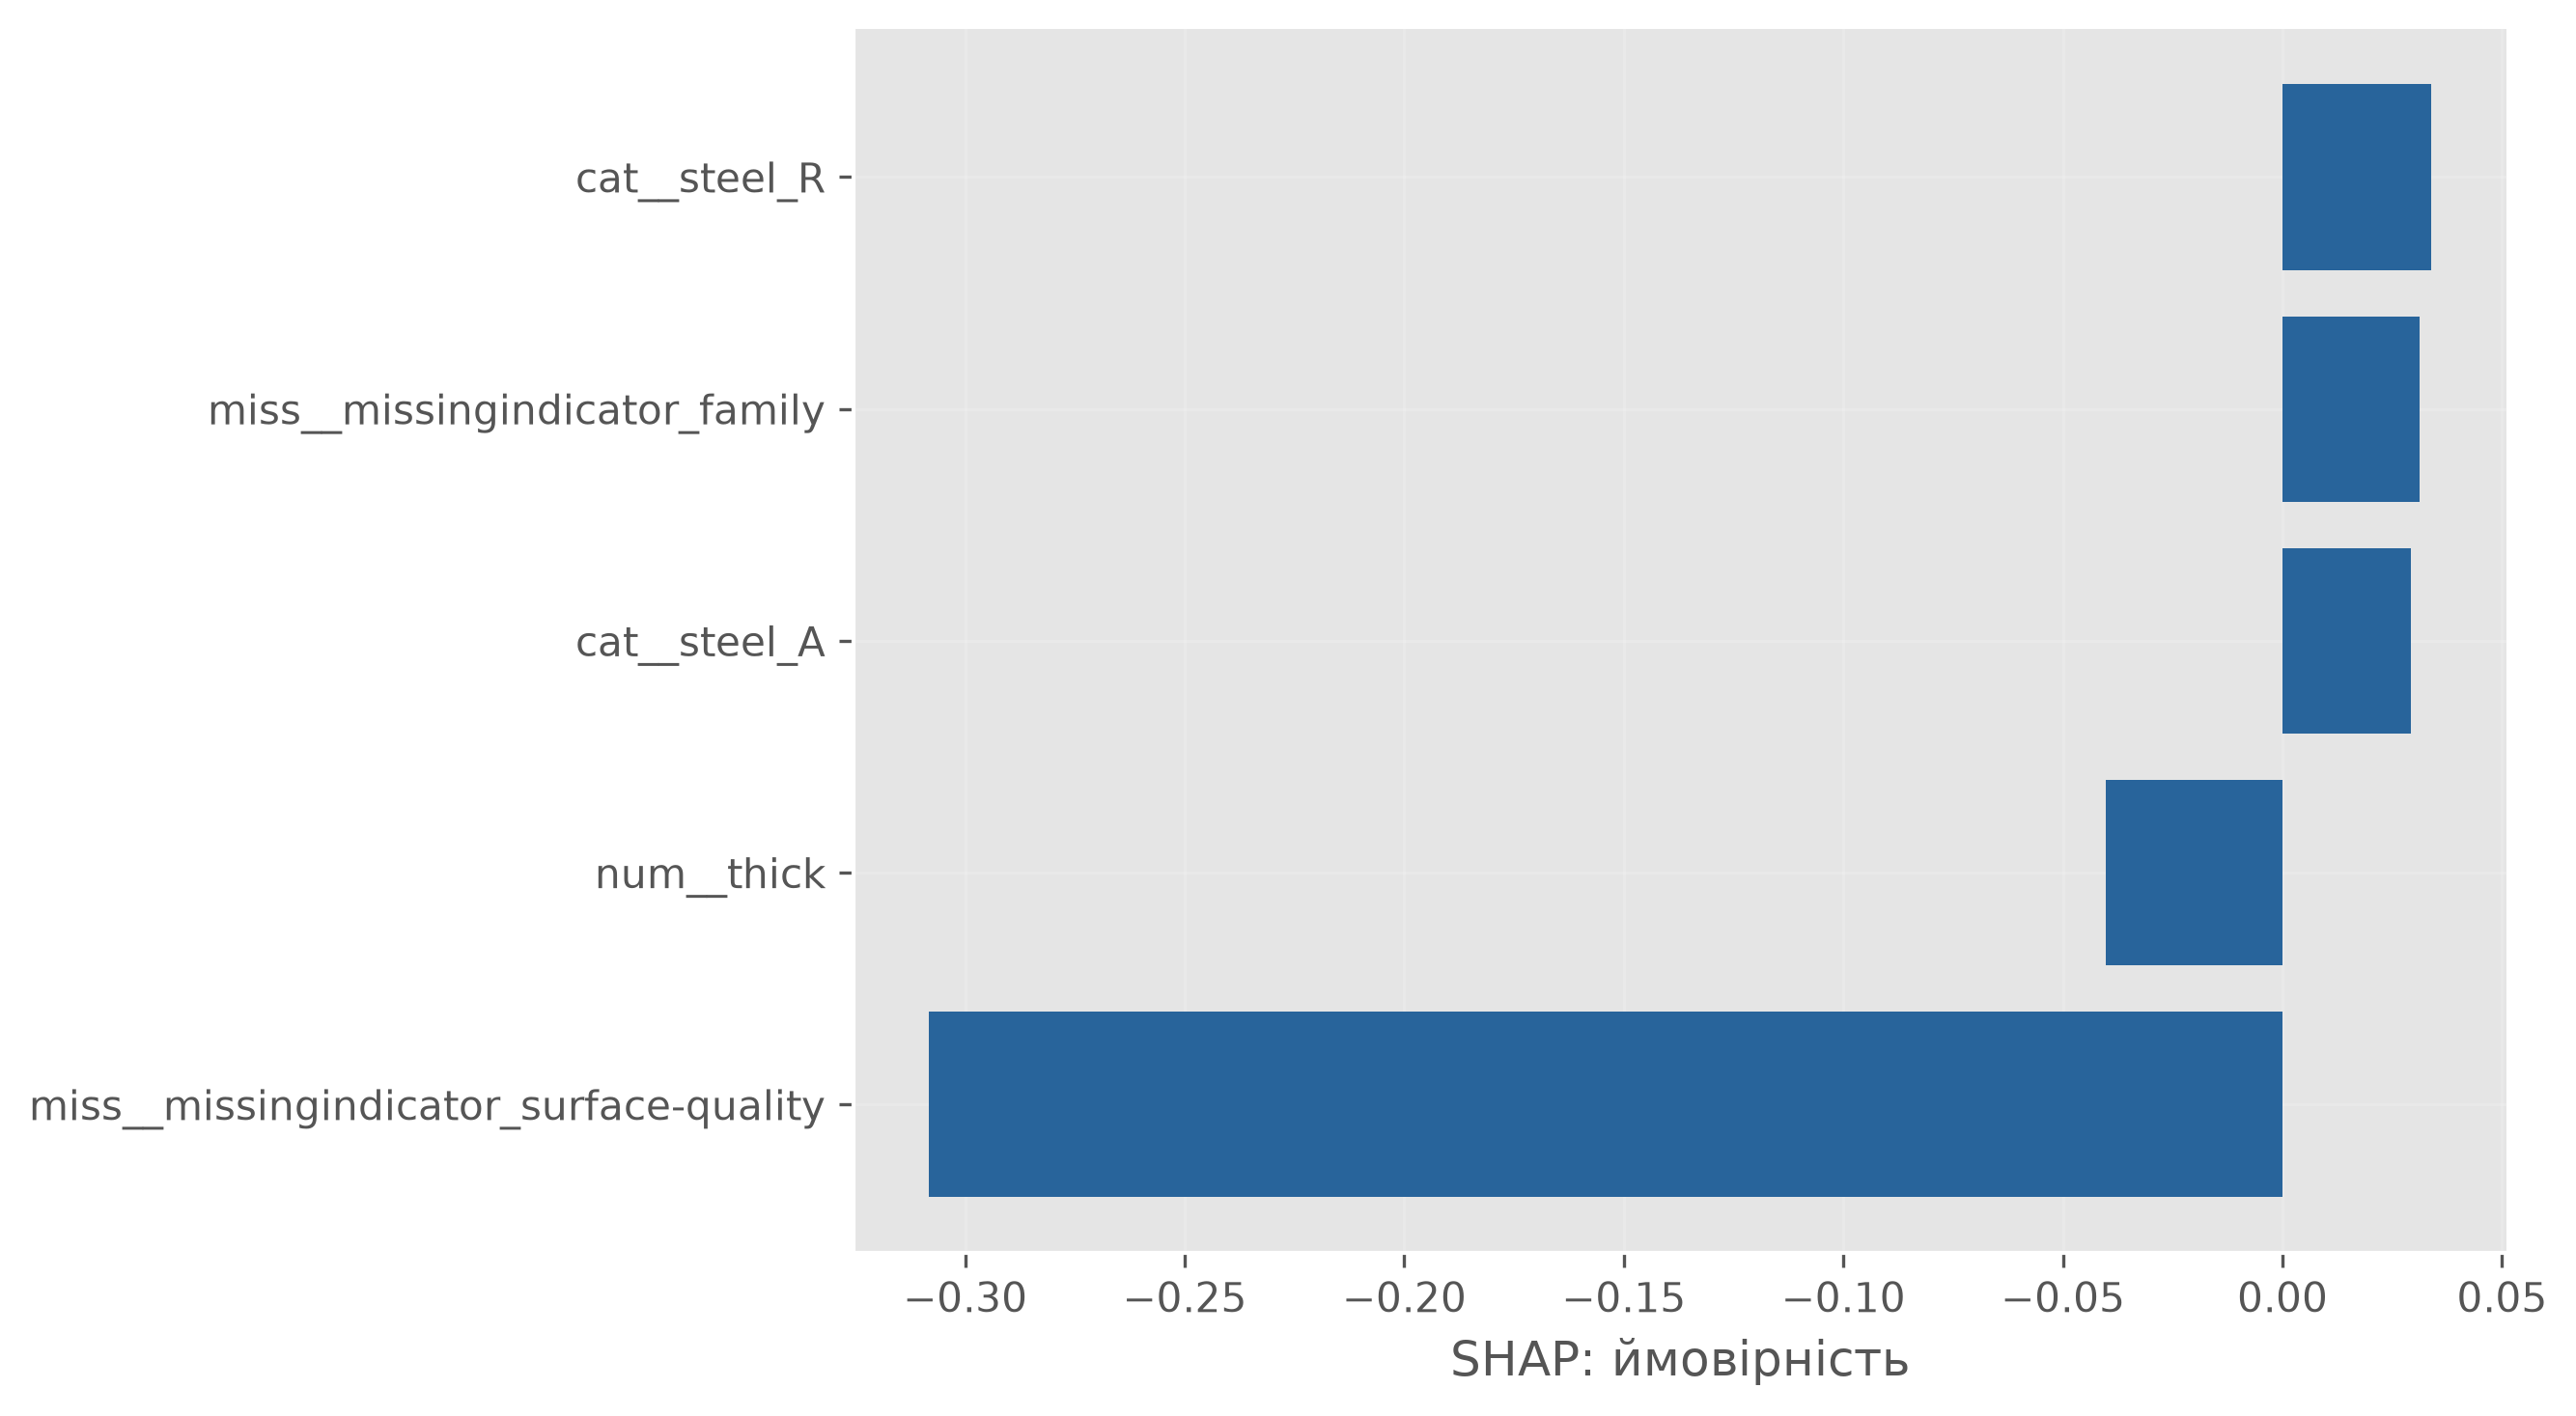 cat__steel_R
miss__missingindicator_family
cat__steel_A
num__thick
miss__missingindicator_surface-quality
−0.30 −0.25 −0.20 −0.15 −0.10 −0.05 0.00 0.05
SHAP: ймовірність